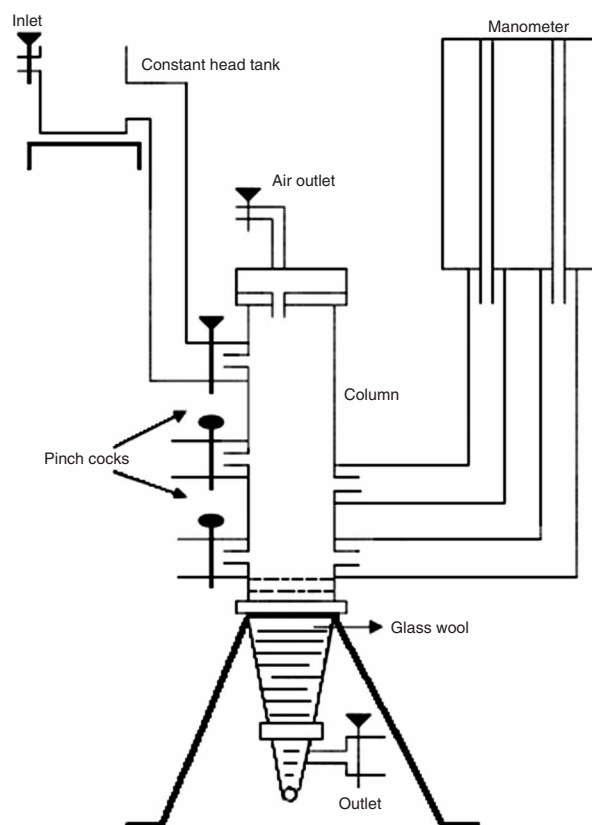 Inlet
Manometer
Constant head tank
Air outlet
Column
Pinch cocks
Glass wool
Outlet